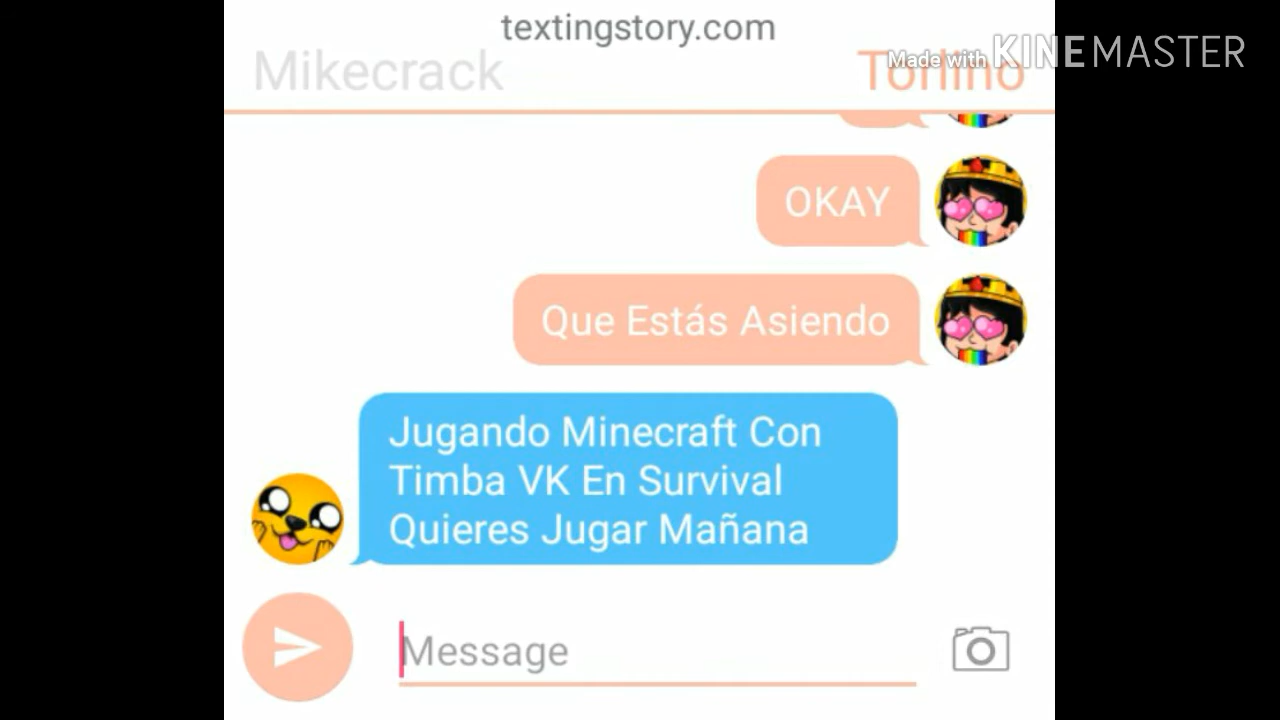 textingstory.com
Mikecrack
Torlino
Made with KINEMASTER
OKAY
Que Estás Asiendo
Jugando Minecraft Con
Timba VK En Survival
Quieres Jugar Mañana
Message